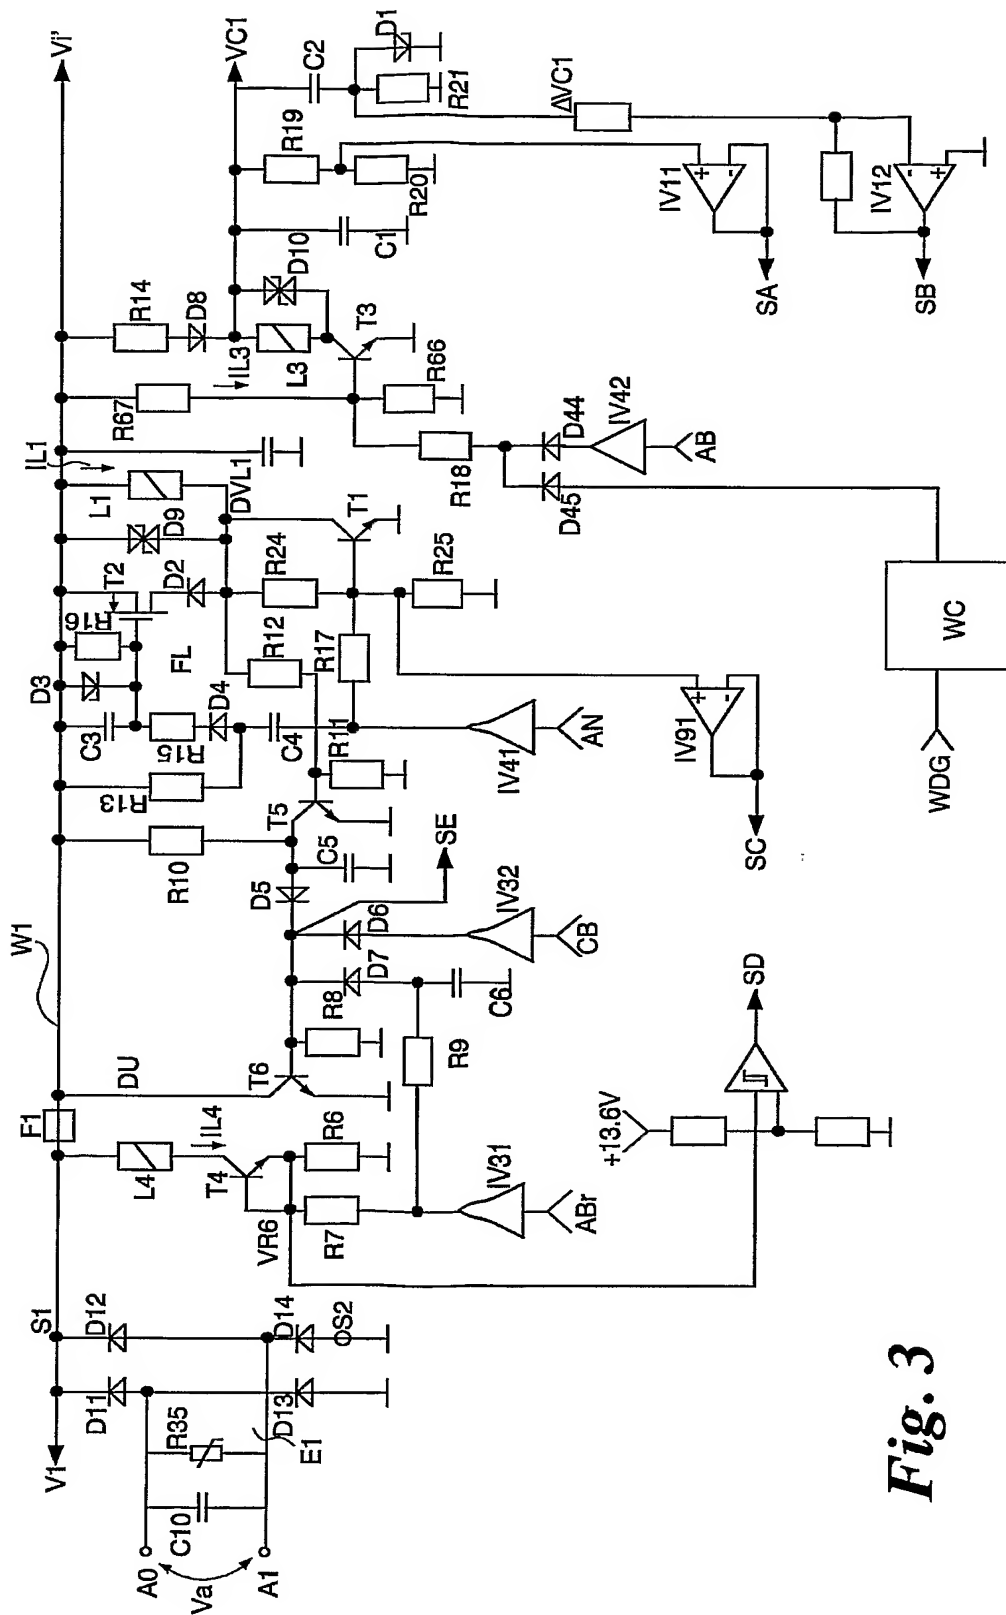 Vi'
VC1
D1
C2
R21
ΔVC1
R19
R20
IV11
IV12
C1
SA
SB
D10
R14
D8
L3
T3
IL3
R67
R66
IL1
DVL1
R18
D44
IV42
AB
D45
L1
D9
T1
T2
D2
R24
R25
WC
R16
FL
R12
R17
D3
D4
C3
R15
C4
R11
IV41
AN
IV91
SC
WDG
R13
T5
R10
C5
SE
W1
D5
D6
IV32
CB
D7
R8
C6
DU
T6
R9
SD
F1
IL4
R6
+13.6V
L4
T4
VR6
R7
IV31
ABr
S1
D12
D14
OS2
V1
D11
R35
D13
E1
C10
A0
Va
A1
Fig. 3